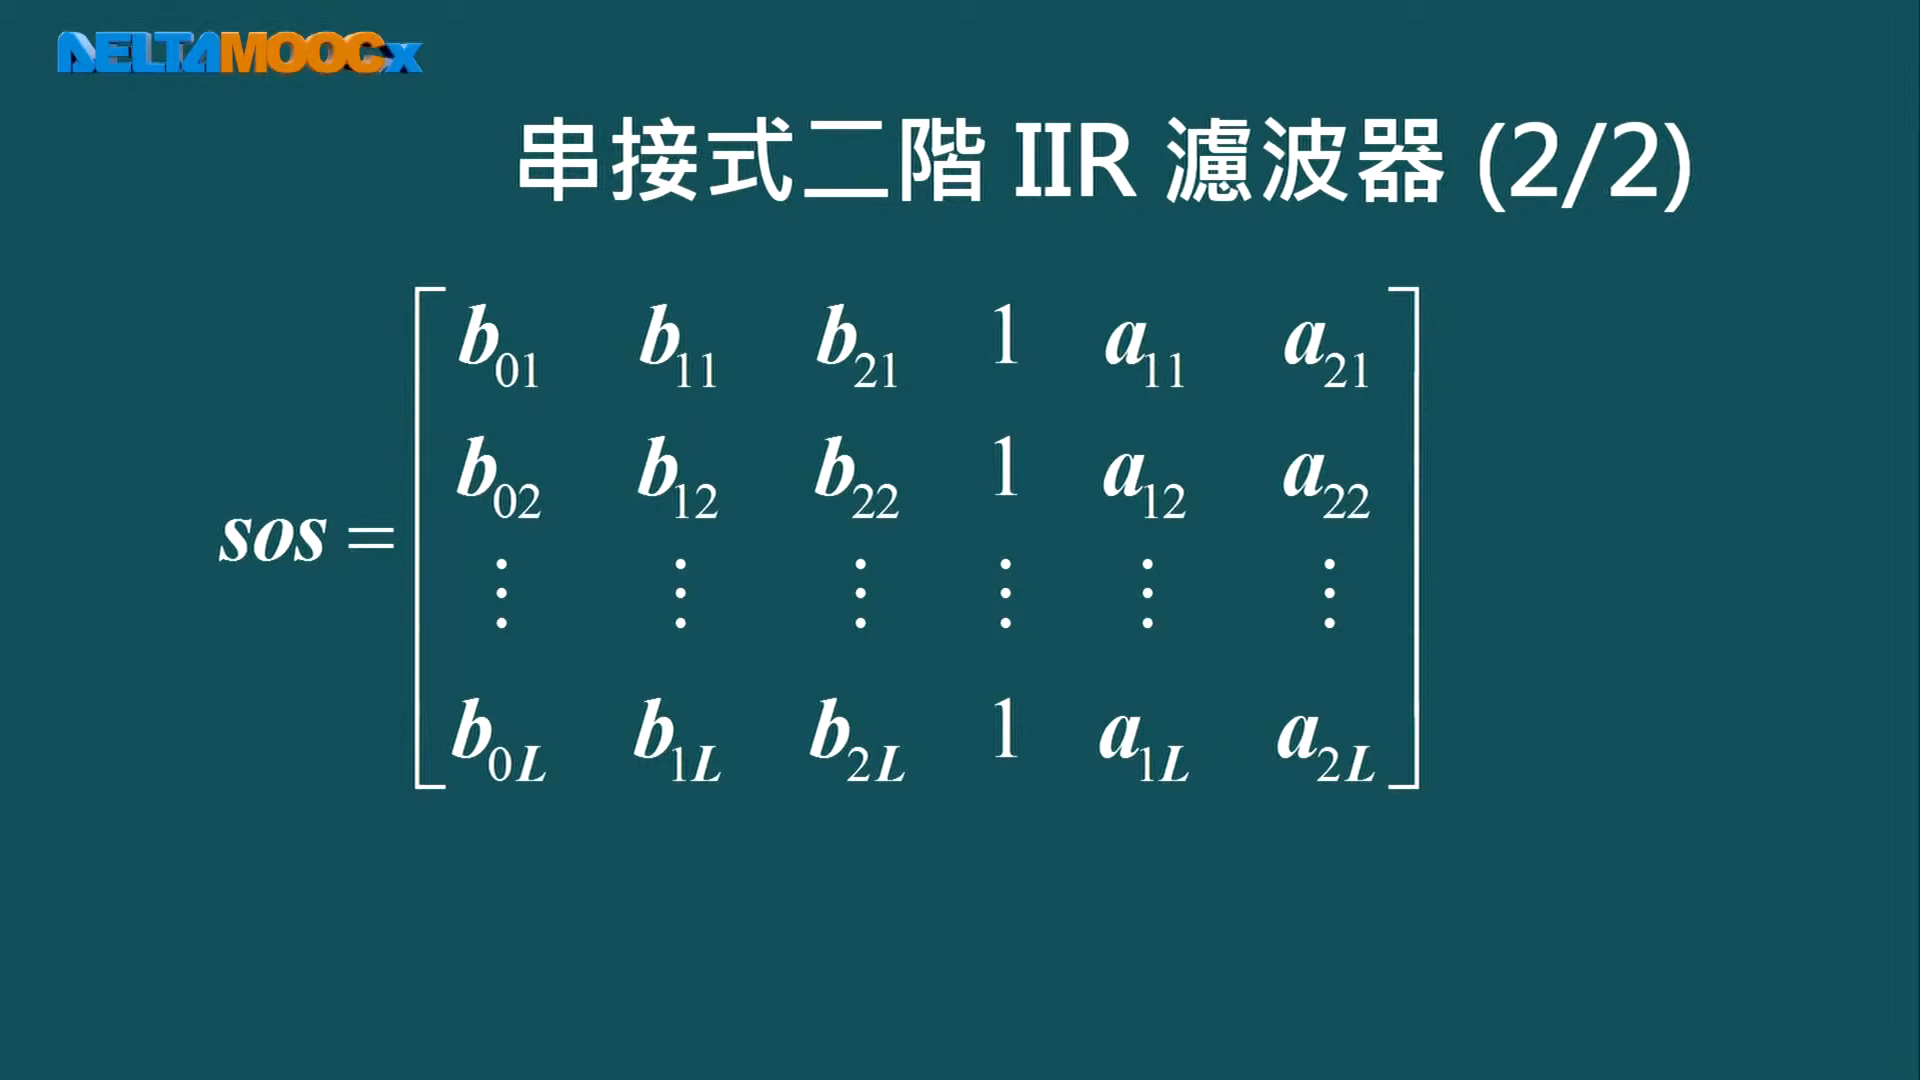 DELTAMOOCx
串接式二階 IIR 濾波器 (2/2)
b01 b11 b21 1 a11 a21
b02 b12 b22 1 a12 a22
sos =
⋮ ⋮ ⋮ ⋮ ⋮ ⋮
b0L b1L b2L 1 a1L a2L